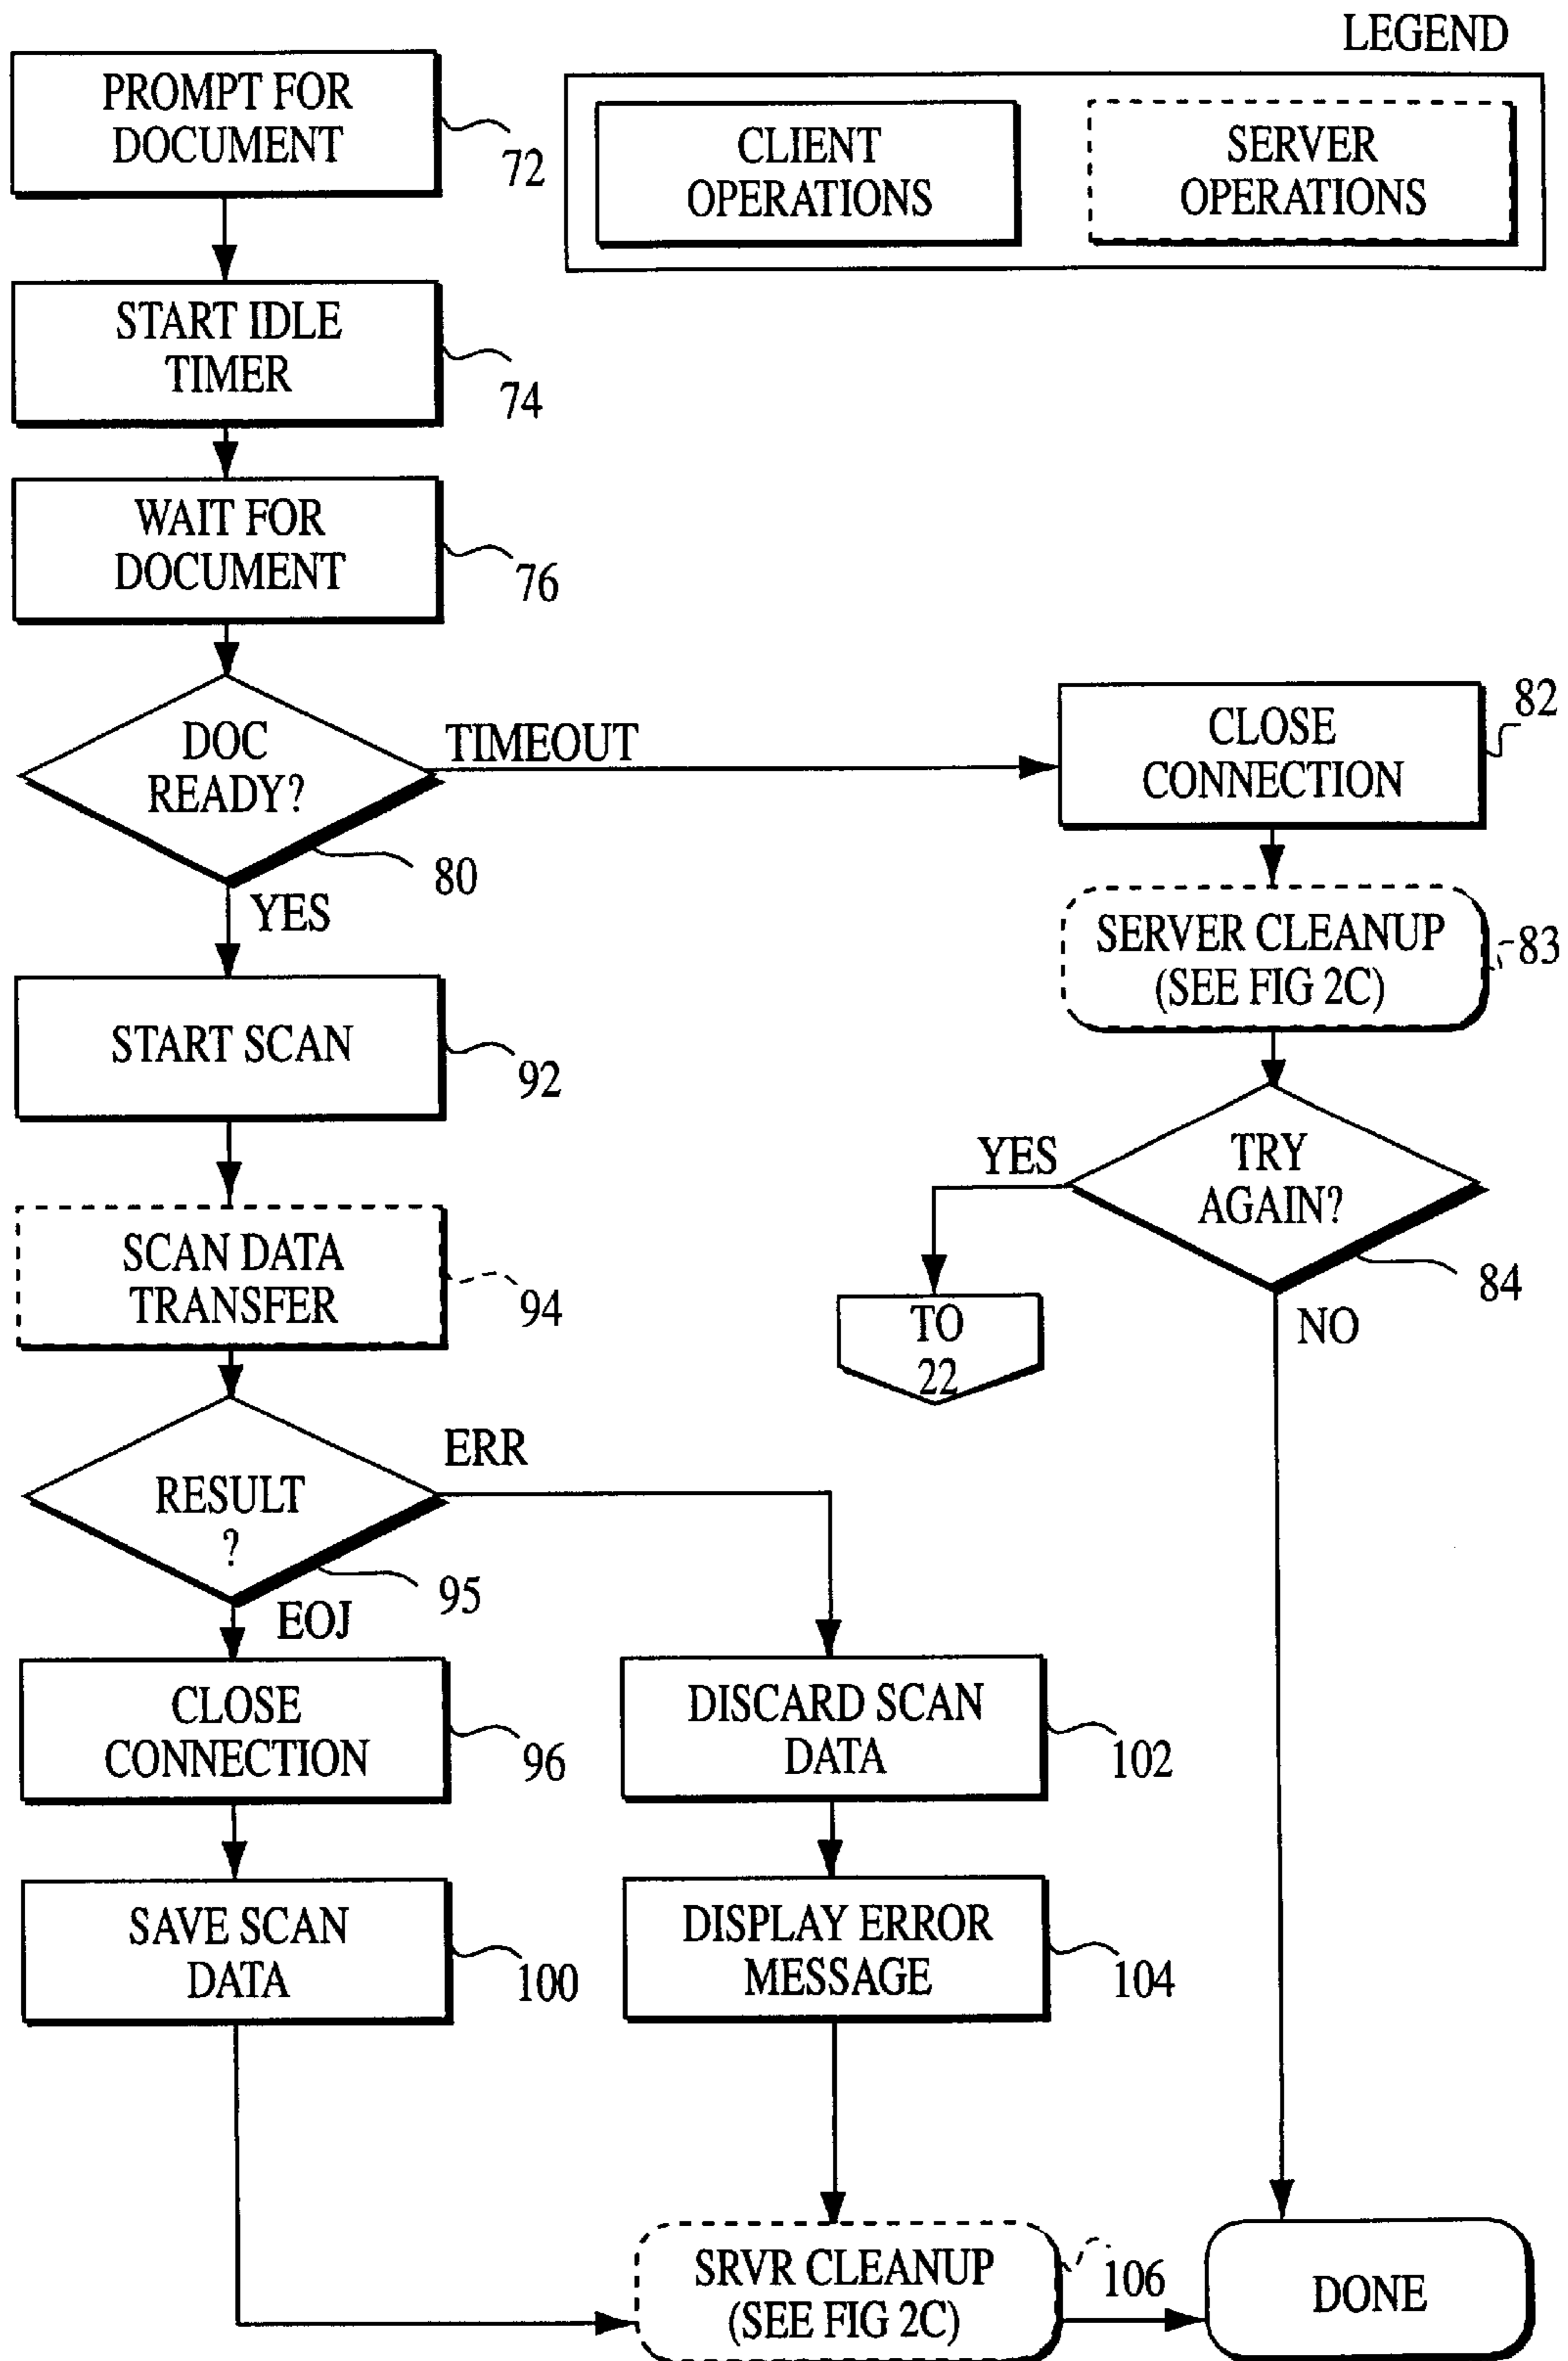 LEGEND
PROMPT FOR
DOCUMENT
72
CLIENT
OPERATIONS
SERVER
OPERATIONS
START IDLE
TIMER
74
WAIT FOR
DOCUMENT
76
DOC
READY?
80
TIMEOUT
YES
CLOSE
CONNECTION
82
SERVER CLEANUP
(SEE FIG 2C)
83
TRY
AGAIN?
84
YES
NO
TO
22
START SCAN
92
SCAN DATA
TRANSFER
94
RESULT
?
95
ERR
EOJ
CLOSE
CONNECTION
96
DISCARD SCAN
DATA
102
SAVE SCAN
DATA
100
DISPLAY ERROR
MESSAGE
104
SRVR CLEANUP
(SEE FIG 2C)
106
DONE